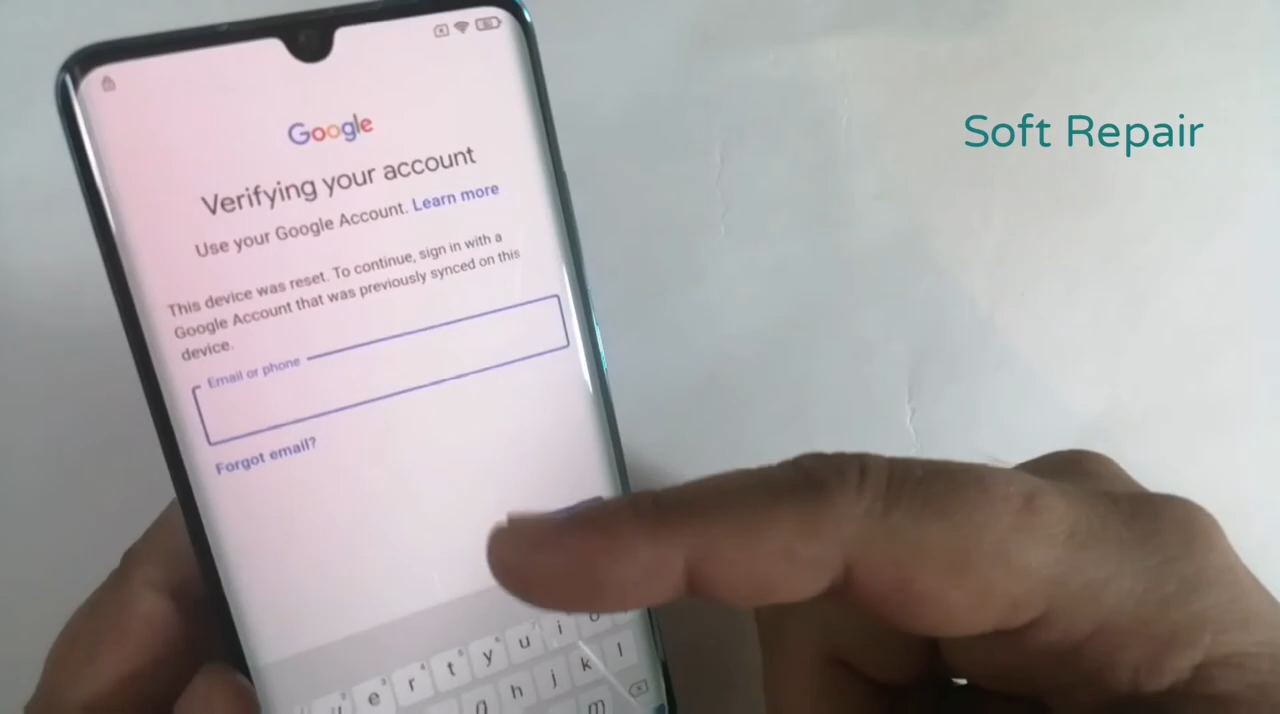 Soft Repair
Google
Verifying your account
Use your Google Account. Learn more
This device was reset. To continue, sign in with a
Google Account that was previously synced on this
device.
Email or phone
Forgot email?
e r t y u i o
h j k l
m